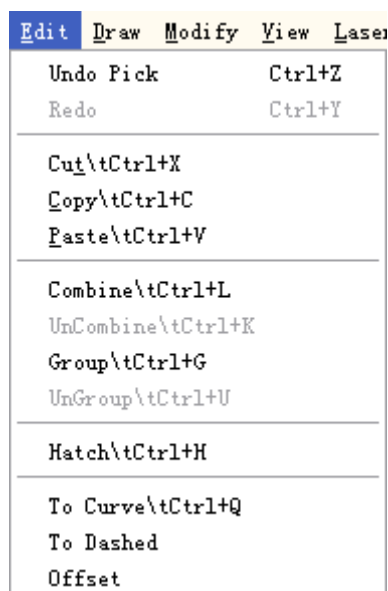 Edit Draw Modify View Laser
Undo Pick Ctrl+Z
Redo Ctrl+Y
Cut\tCtrl+X
Copy\tCtrl+C
Paste\tCtrl+V
Combine\tCtrl+L
UnCombine\tCtrl+K
Group\tCtrl+G
UnGroup\tCtrl+U
Hatch\tCtrl+H
To Curve\tCtrl+Q
To Dashed
Offset